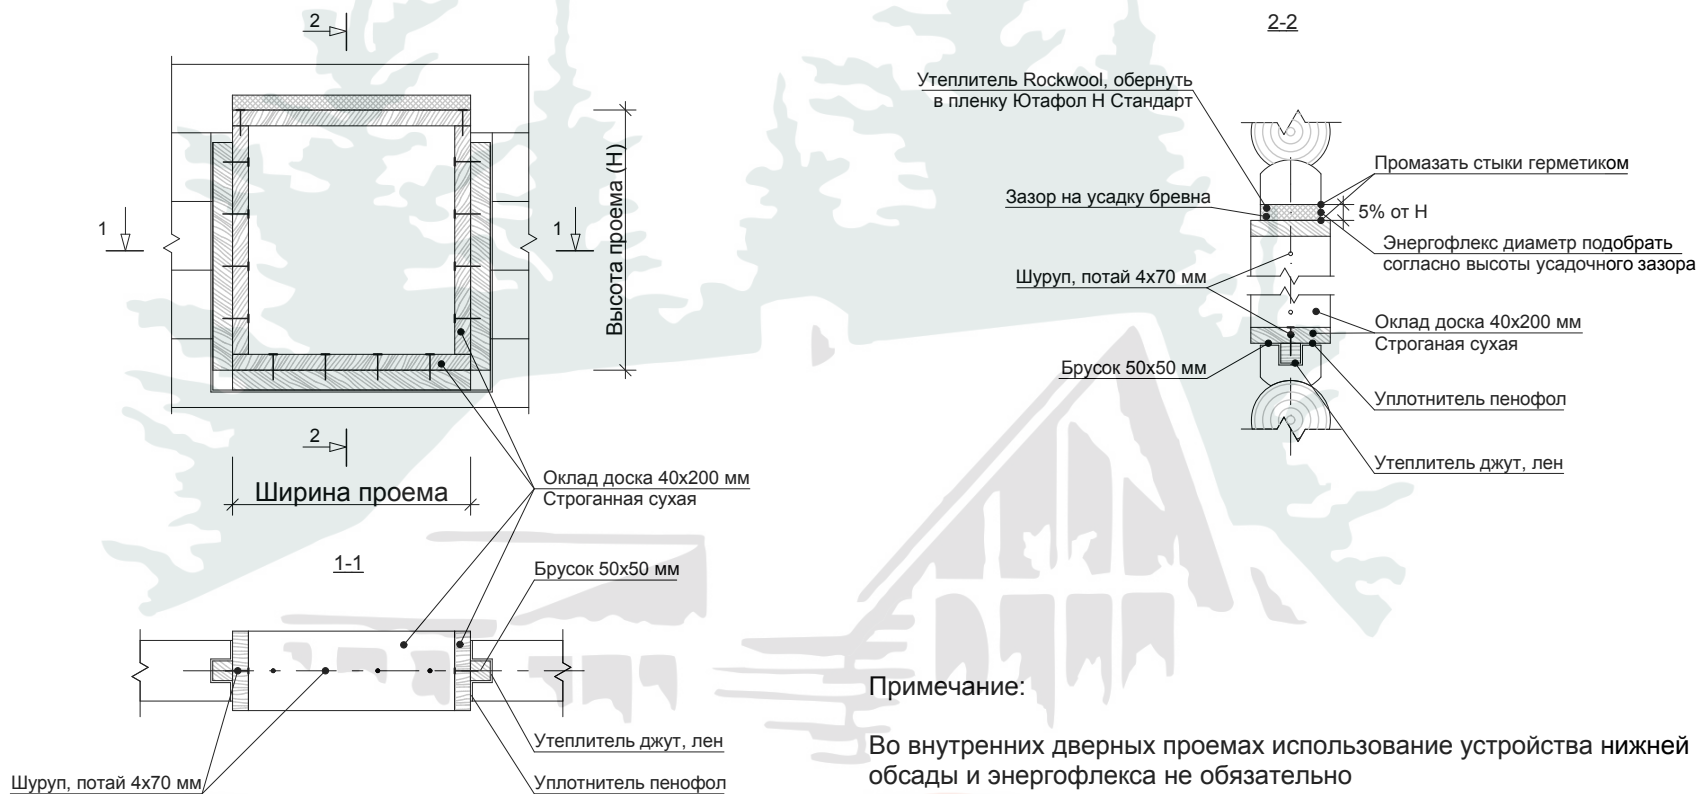 2
1
1
Высота проема (Н)
2
Ширина проема
Оклад доска 40х200 мм
Строганная сухая
1-1
Брусок 50х50 мм
Утеплитель джут, лен
Уплотнитель пенофол
Шуруп, потай 4х70 мм
2-2
Утеплитель Rockwool, обернуть
в пленку Ютафол Н Стандарт
Промазать стыки герметиком
Зазор на усадку бревна
5% от Н
Энергофлекс диаметр подобрать
согласно высоты усадочного зазора
Шуруп, потай 4х70 мм
Оклад доска 40х200 мм
Строганая сухая
Брусок 50х50 мм
Уплотнитель пенофол
Утеплитель джут, лен
Примечание:
Во внутренних дверных проемах использование устройства нижней
обсады и энергофлекса не обязательно